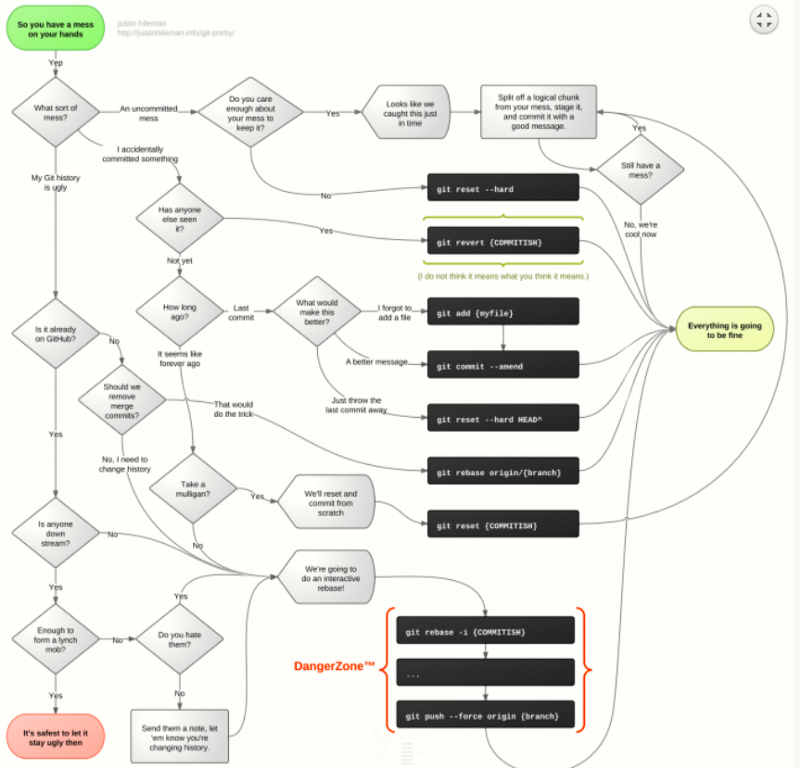 So you have a mess
on your hands
justin hileman
http://justinhileman.info/git-pretty/
Yep
What sort of
mess?
An uncommitted
mess
Do you care
enough about
your mess to
keep it?
Yes
Looks like we
caught this just
in time
Split off a logical chunk
from your mess, stage it,
and commit it with a
good message.
Yes
Still have a
mess?
No, we're
cool now
I accidentally
committed something
My Git history
is ugly
No
git reset --hard
Has anyone
else seen
it?
Yes
git revert {COMMITISH}
(I do not think it means what you think it means.)
Not yet
How long
ago?
Last
commit
What would
make this
better?
I forgot to
add a file
git add {myfile}
Everything is going
to be fine
Is it already
on GitHub?
No
It seems like
forever ago
A better message
git commit --amend
Should we
remove
merge
commits?
That would
do the trick
Just throw the
last commit away
git reset --hard HEAD^
Yes
No, I need to
change history
git rebase origin/{branch}
Take a
mulligan?
Yes
We'll reset and
commit from
scratch
git reset {COMMITISH}
Is anyone
down
stream?
No
No
We're going to
do an interactive
rebase!
Yes
Yes
Enough to
form a lynch
mob?
No
Do you hate
them?
git rebase -i {COMMITISH}
DangerZone™
...
Yes
No
git push --force origin {branch}
It's safest to let it
stay ugly then
Send them a note, let
'em know you're
changing history.